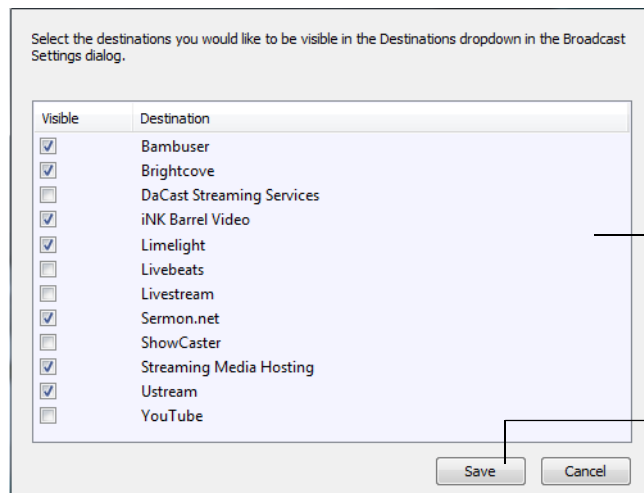 Select the destinations you would like to be visible in the Destinations dropdown in the Broadcast
Settings dialog.
Visible Destination
Bambuser
Brightcove
DaCast Streaming Services
iNK Barrel Video
Limelight
Livebeats
Livestream
Sermon.net
ShowCaster
Streaming Media Hosting
Ustream
YouTube
Save Cancel